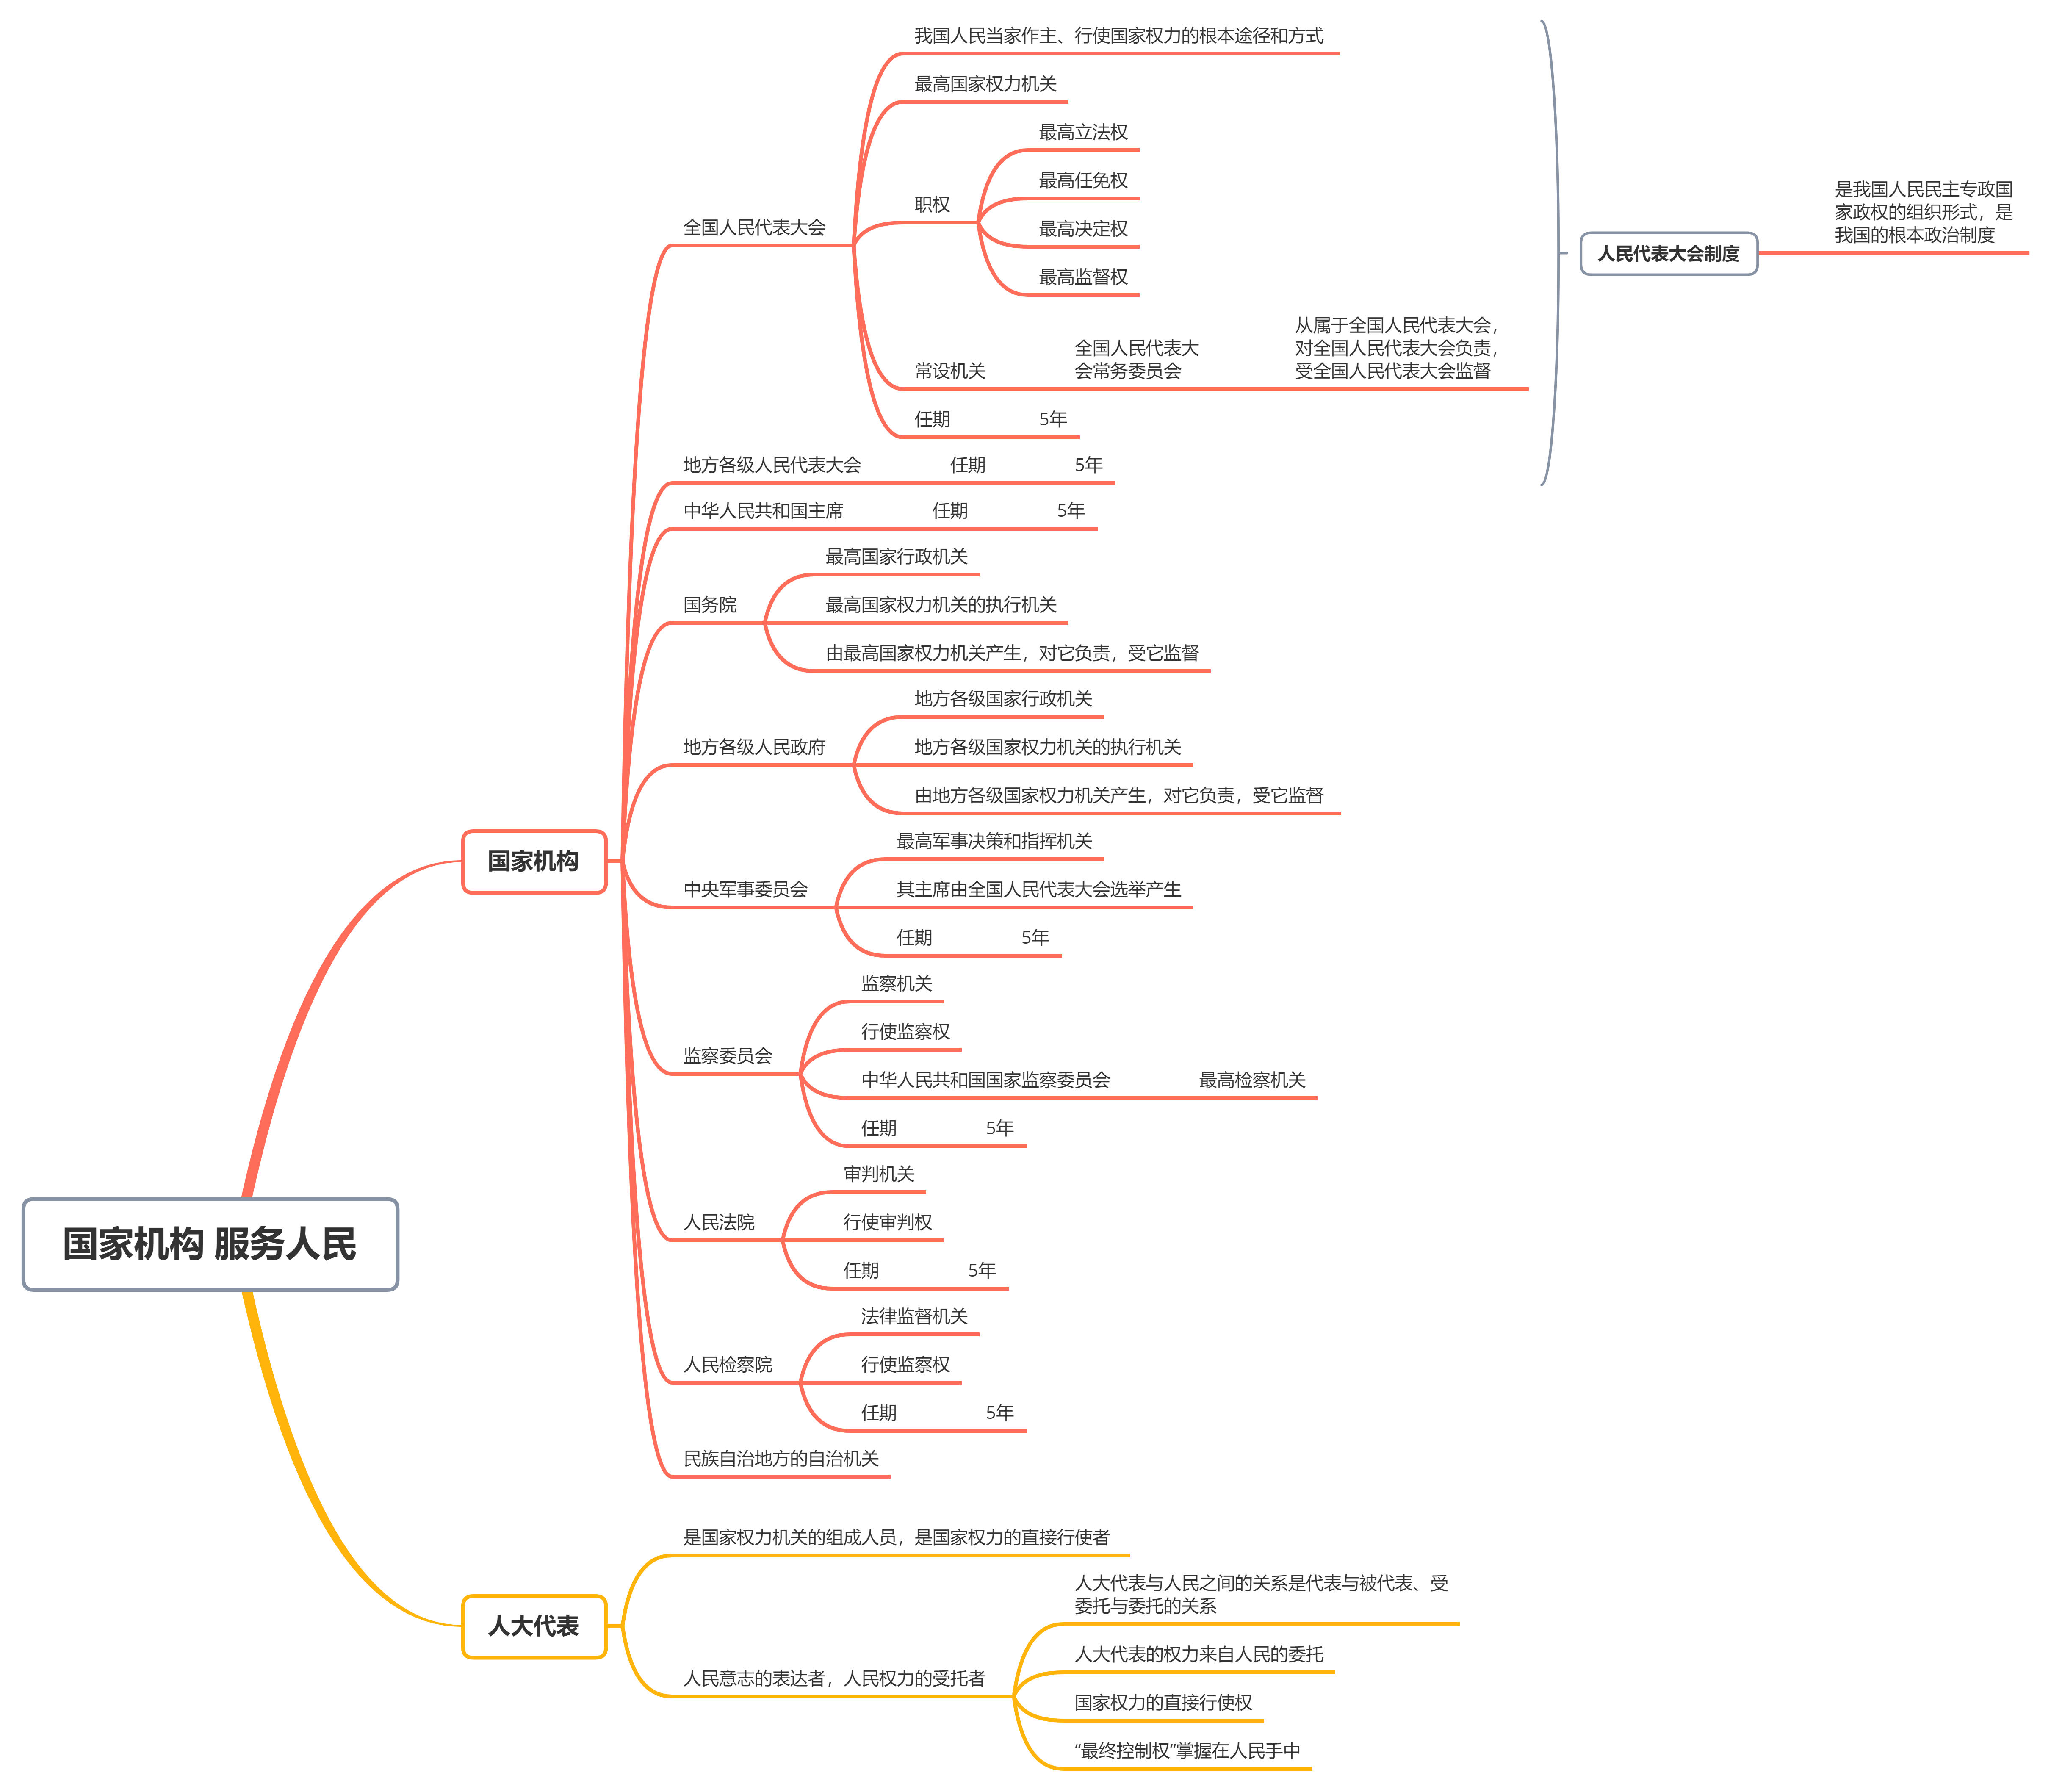 国家机构 服务人民
国家机构
全国人民代表大会
我国人民当家作主、行使国家权力的根本途径和方式
最高国家权力机关
职权
最高立法权
最高任免权
最高决定权
最高监督权
常设机关
全国人民代表大
会常务委员会
从属于全国人民代表大会，
对全国人民代表大会负责，
受全国人民代表大会监督
任期
5年
地方各级人民代表大会
任期
5年
人民代表大会制度
是我国人民民主专政国
家政权的组织形式，是
我国的根本政治制度
中华人民共和国主席
任期
5年
国务院
最高国家行政机关
最高国家权力机关的执行机关
由最高国家权力机关产生，对它负责，受它监督
地方各级人民政府
地方各级国家行政机关
地方各级国家权力机关的执行机关
由地方各级国家权力机关产生，对它负责，受它监督
中央军事委员会
最高军事决策和指挥机关
其主席由全国人民代表大会选举产生
任期
5年
监察委员会
监察机关
行使监察权
中华人民共和国国家监察委员会
最高检察机关
任期
5年
人民法院
审判机关
行使审判权
任期
5年
人民检察院
法律监督机关
行使监察权
任期
5年
民族自治地方的自治机关
人大代表
是国家权力机关的组成人员，是国家权力的直接行使者
人民意志的表达者，人民权力的受托者
人大代表与人民之间的关系是代表与被代表、受
委托与委托的关系
人大代表的权力来自人民的委托
国家权力的直接行使权
“最终控制权”掌握在人民手中